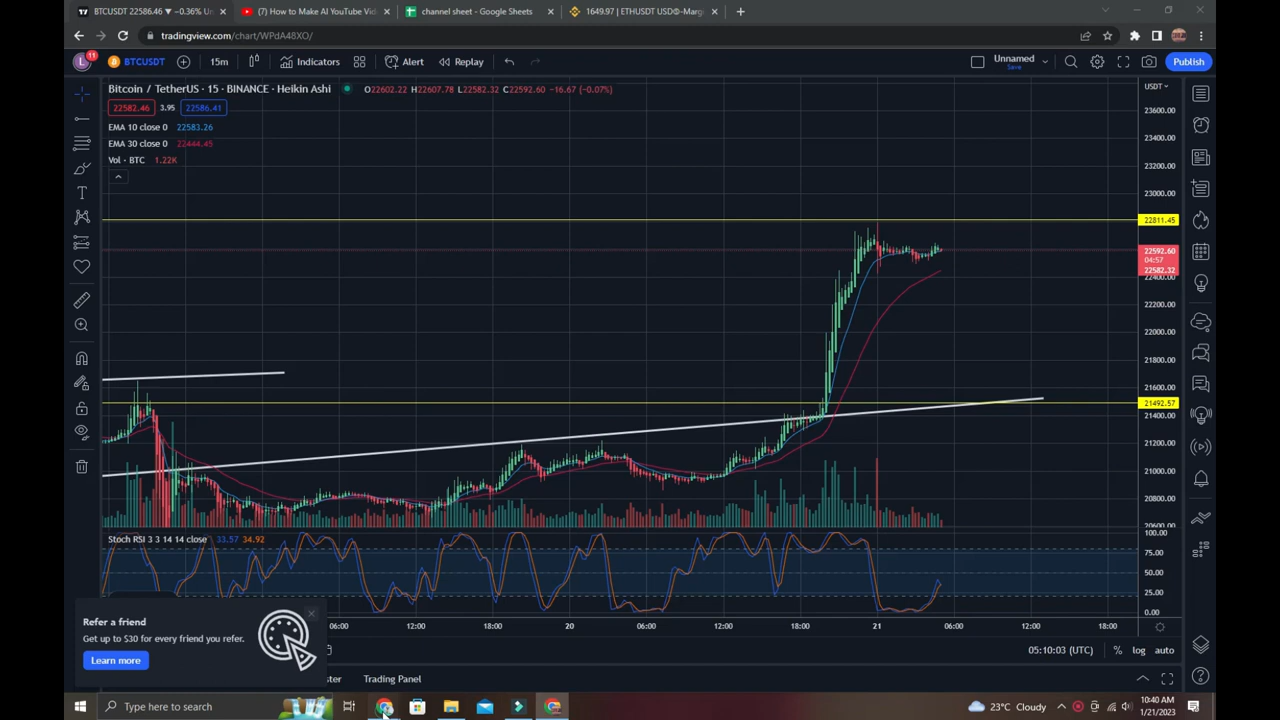 BTCUSDT 22586.46 ▼ −0.36% Un
(7) How to Make AI YouTube Vid
channel sheet - Google Sheets
1649.97 | ETHUSDT USD®-Marg
tradingview.com/chart/WPdA48XO/
L 11 BTCUSDT 15m Indicators Alert Replay Unnamed Save Publish
Bitcoin / TetherUS · 15 · BINANCE · Heikin Ashi O22602.22 H22607.78 L22582.32 C22592.60 −16.67 (−0.07%)
USDT
22582.46 3.95 22586.41
EMA 10 close 0 22583.26
EMA 30 close 0 22444.45
Vol · BTC 1.22K
23600.00
23400.00
23200.00
23000.00
22811.45
22592.60
04:57
22582.32
22400.00
22200.00
22000.00
21800.00
21600.00
21492.57
21400.00
21200.00
21000.00
20800.00
20600.00
Stoch RSI 3 3 14 14 close 33.57 34.92
100.00
75.00
50.00
25.00
0.00
06:00 12:00 18:00 20 06:00 12:00 18:00 21 06:00 12:00 18:00
Refer a friend
Get up to $30 for every friend you refer.
Learn more
05:10:03 (UTC) % log auto
ster Trading Panel
Type here to search
23°C Cloudy
10:40 AM
1/21/2023